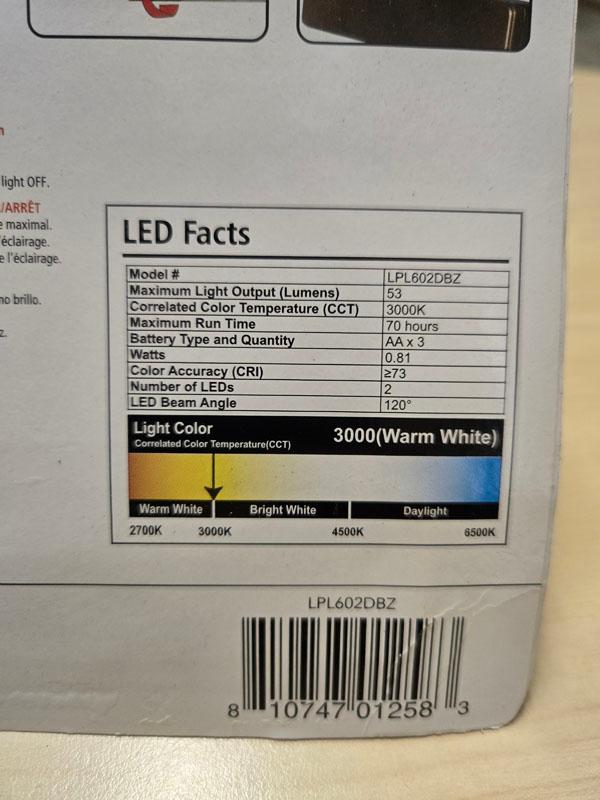 light OFF.
/ARRÊT
maximal.
éclairage.
e l'éclairage.
no brillo.
z.
LED Facts
Model # LPL602DBZ
Maximum Light Output (Lumens) 53
Correlated Color Temperature (CCT) 3000K
Maximum Run Time 70 hours
Battery Type and Quantity AA x 3
Watts 0.81
Color Accuracy (CRI) ≥73
Number of LEDs 2
LED Beam Angle 120°
Light Color 3000(Warm White)
Correlated Color Temperature(CCT)
Warm White Bright White Daylight
2700K 3000K 4500K 6500K
LPL602DBZ
8 10747 01258 3